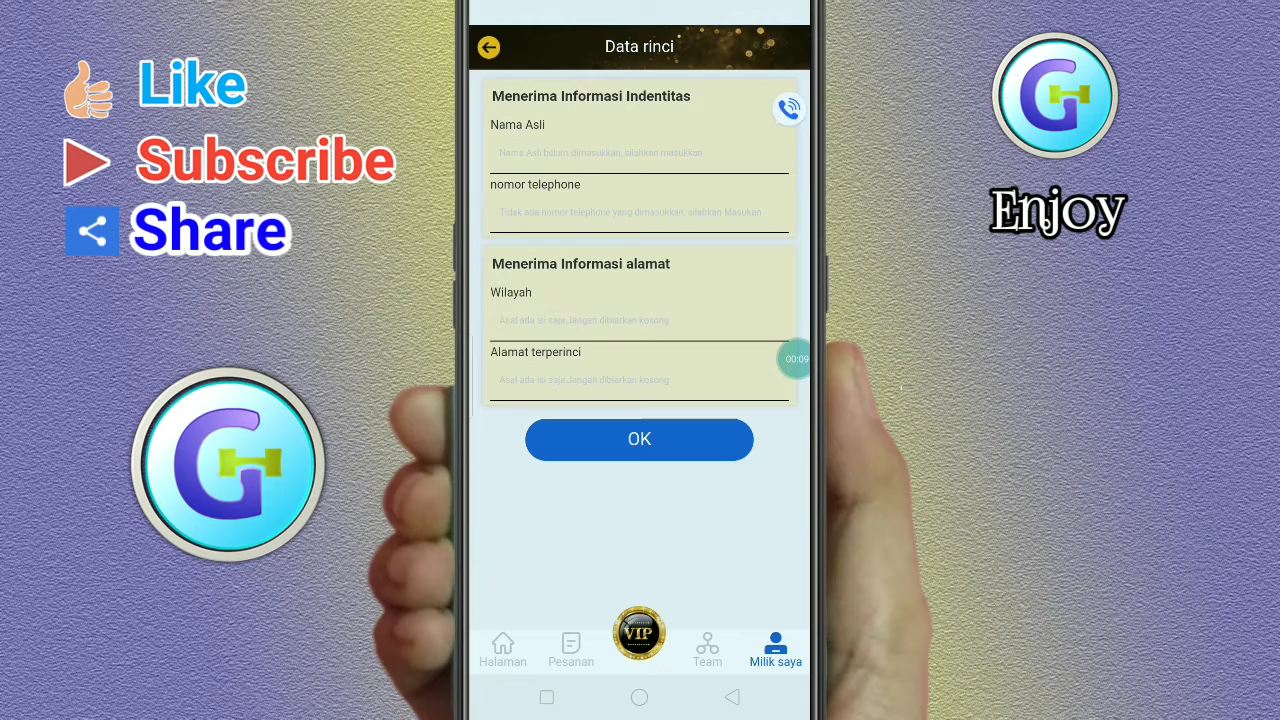 Like
Subscribe
Share
Enjoy
Data rinci
Menerima Informasi Indentitas
Nama Asli
Nama Asli belum dimasukkan, silahkan masukkan
nomor telephone
Tidak ada nomor telephone yang dimasukkan, silahkan Masukan
Menerima Informasi alamat
Wilayah
Asal ada isi saja,Jangan dibiarkan kosong
00:09
Alamat terperinci
Asal ada isi saja,Jangan dibiarkan kosong
OK
VIP
Halaman
Pesanan
Team
Milik saya